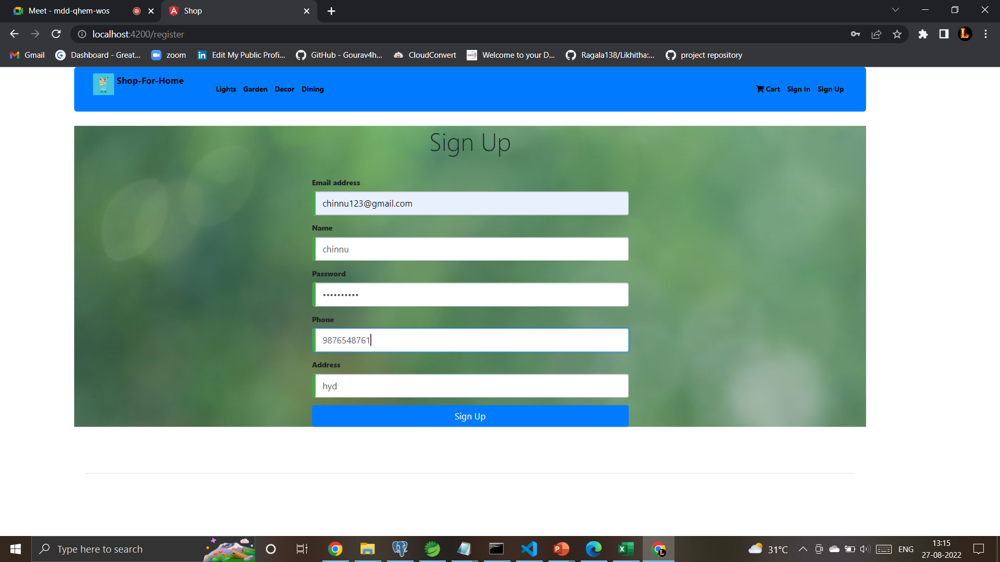 Meet - mdd-qhem-wos
Shop
localhost:4200/register
Gmail
Dashboard - Great...
zoom
Edit My Public Profi...
GitHub - Gourav4h...
CloudConvert
Welcome to your D...
Ragala138/Likhitha:...
project repository
Shop-For-Home
Lights Garden Decor Dining
Cart Sign In Sign Up
Sign Up
Email address
chinnu123@gmail.com
Name
chinnu
Password
••••••••••
Phone
9876548761
Address
hyd
Sign Up
Type here to search
31°C
ENG
13:15
27-08-2022